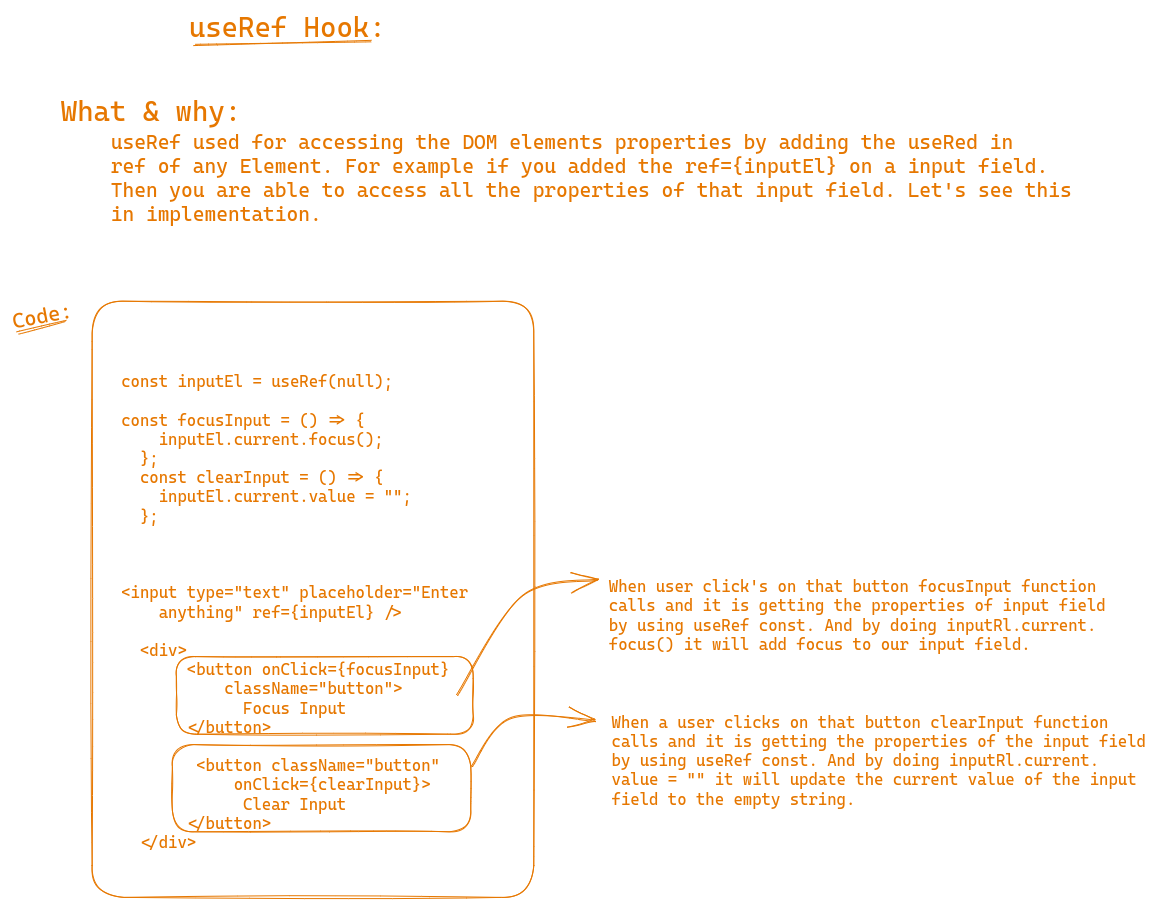 useRef Hook:
What & why:
useRef used for accessing the DOM elements properties by adding the useRed in
ref of any Element. For example if you added the ref={inputEl} on a input field.
Then you are able to access all the properties of that input field. Let's see this
in implementation.
Code:
const inputEl = useRef(null);
const focusInput = () => {
inputEl.current.focus();
};
const clearInput = () => {
inputEl.current.value = "";
};
<input type="text" placeholder="Enter
anything" ref={inputEl} />
<div>
<button onClick={focusInput}
className="button">
Focus Input
</button>
<button className="button"
onClick={clearInput}>
Clear Input
</button>
</div>
When user click's on that button focusInput function
calls and it is getting the properties of input field
by using useRef const. And by doing inputRl.current.
focus() it will add focus to our input field.
When a user clicks on that button clearInput function
calls and it is getting the properties of the input field
by using useRef const. And by doing inputRl.current.
value = "" it will update the current value of the input
field to the empty string.